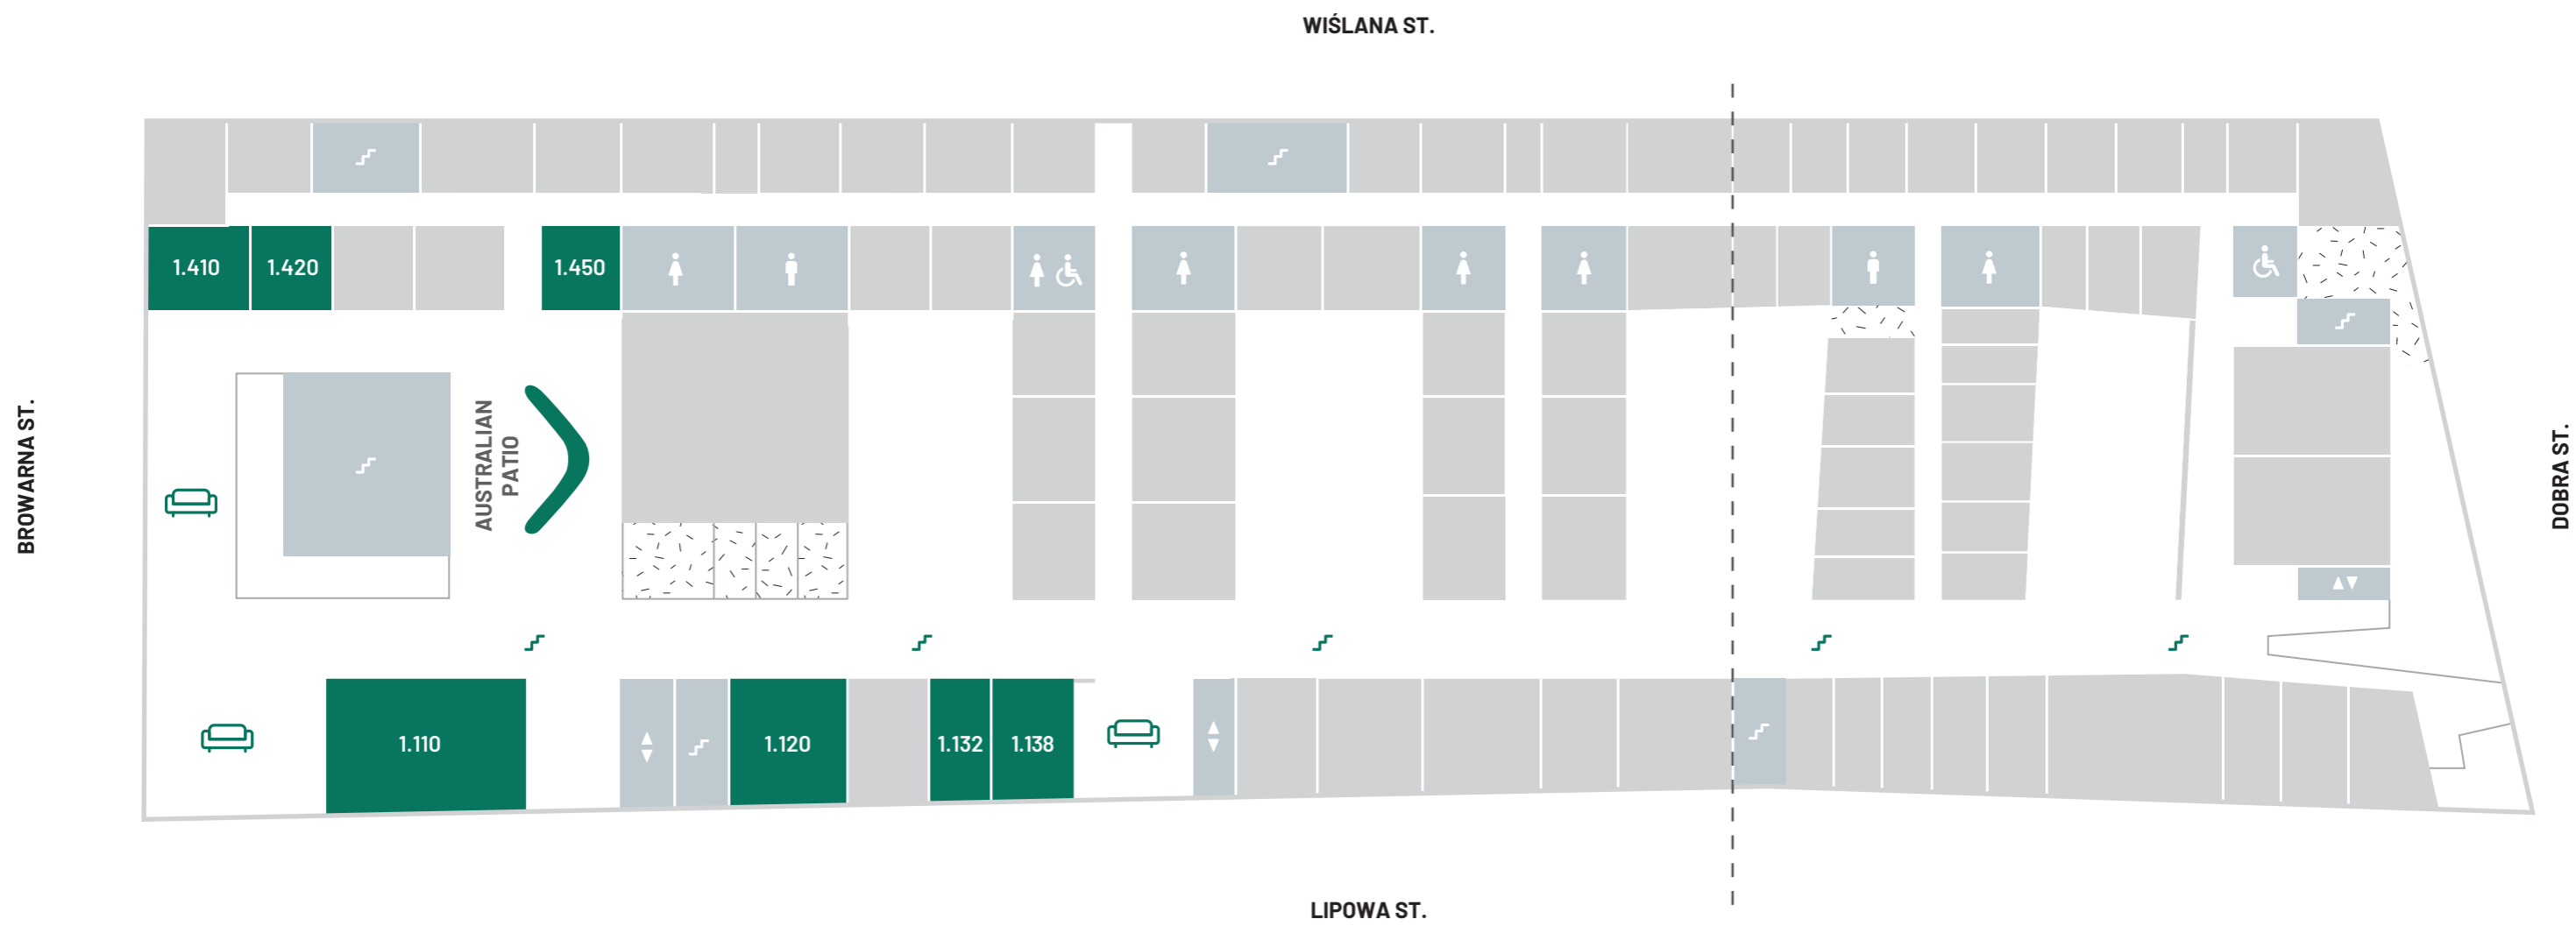 WIŚLANA ST.
1.410
1.420
1.450
BROWARNA ST.
AUSTRALIAN
PATIO
DOBRA ST.
1.110
1.120
1.132
1.138
LIPOWA ST.